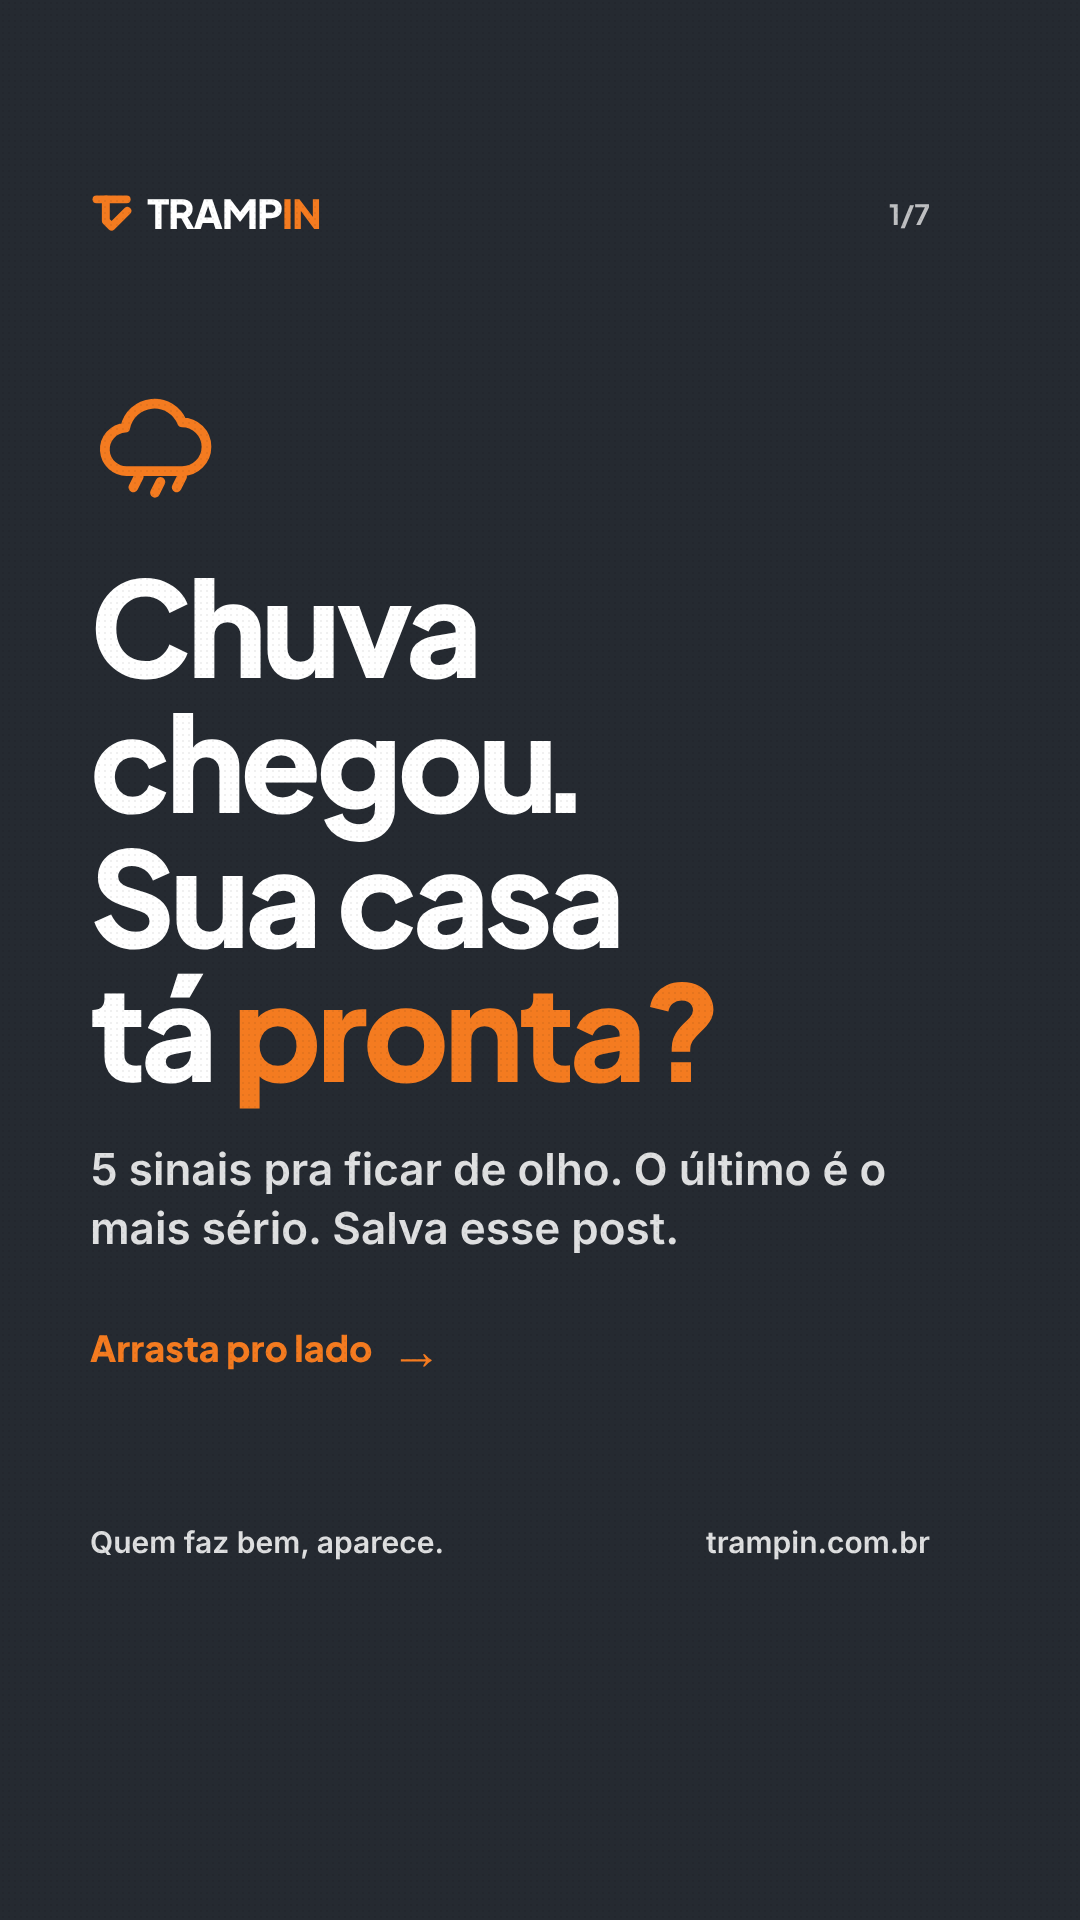 TRAMPIN
1/7
Chuva
chegou.
Sua casa
tá pronta?
5 sinais pra ficar de olho. O último é o
mais sério. Salva esse post.
Arrasta pro lado →
Quem faz bem, aparece.
trampin.com.br